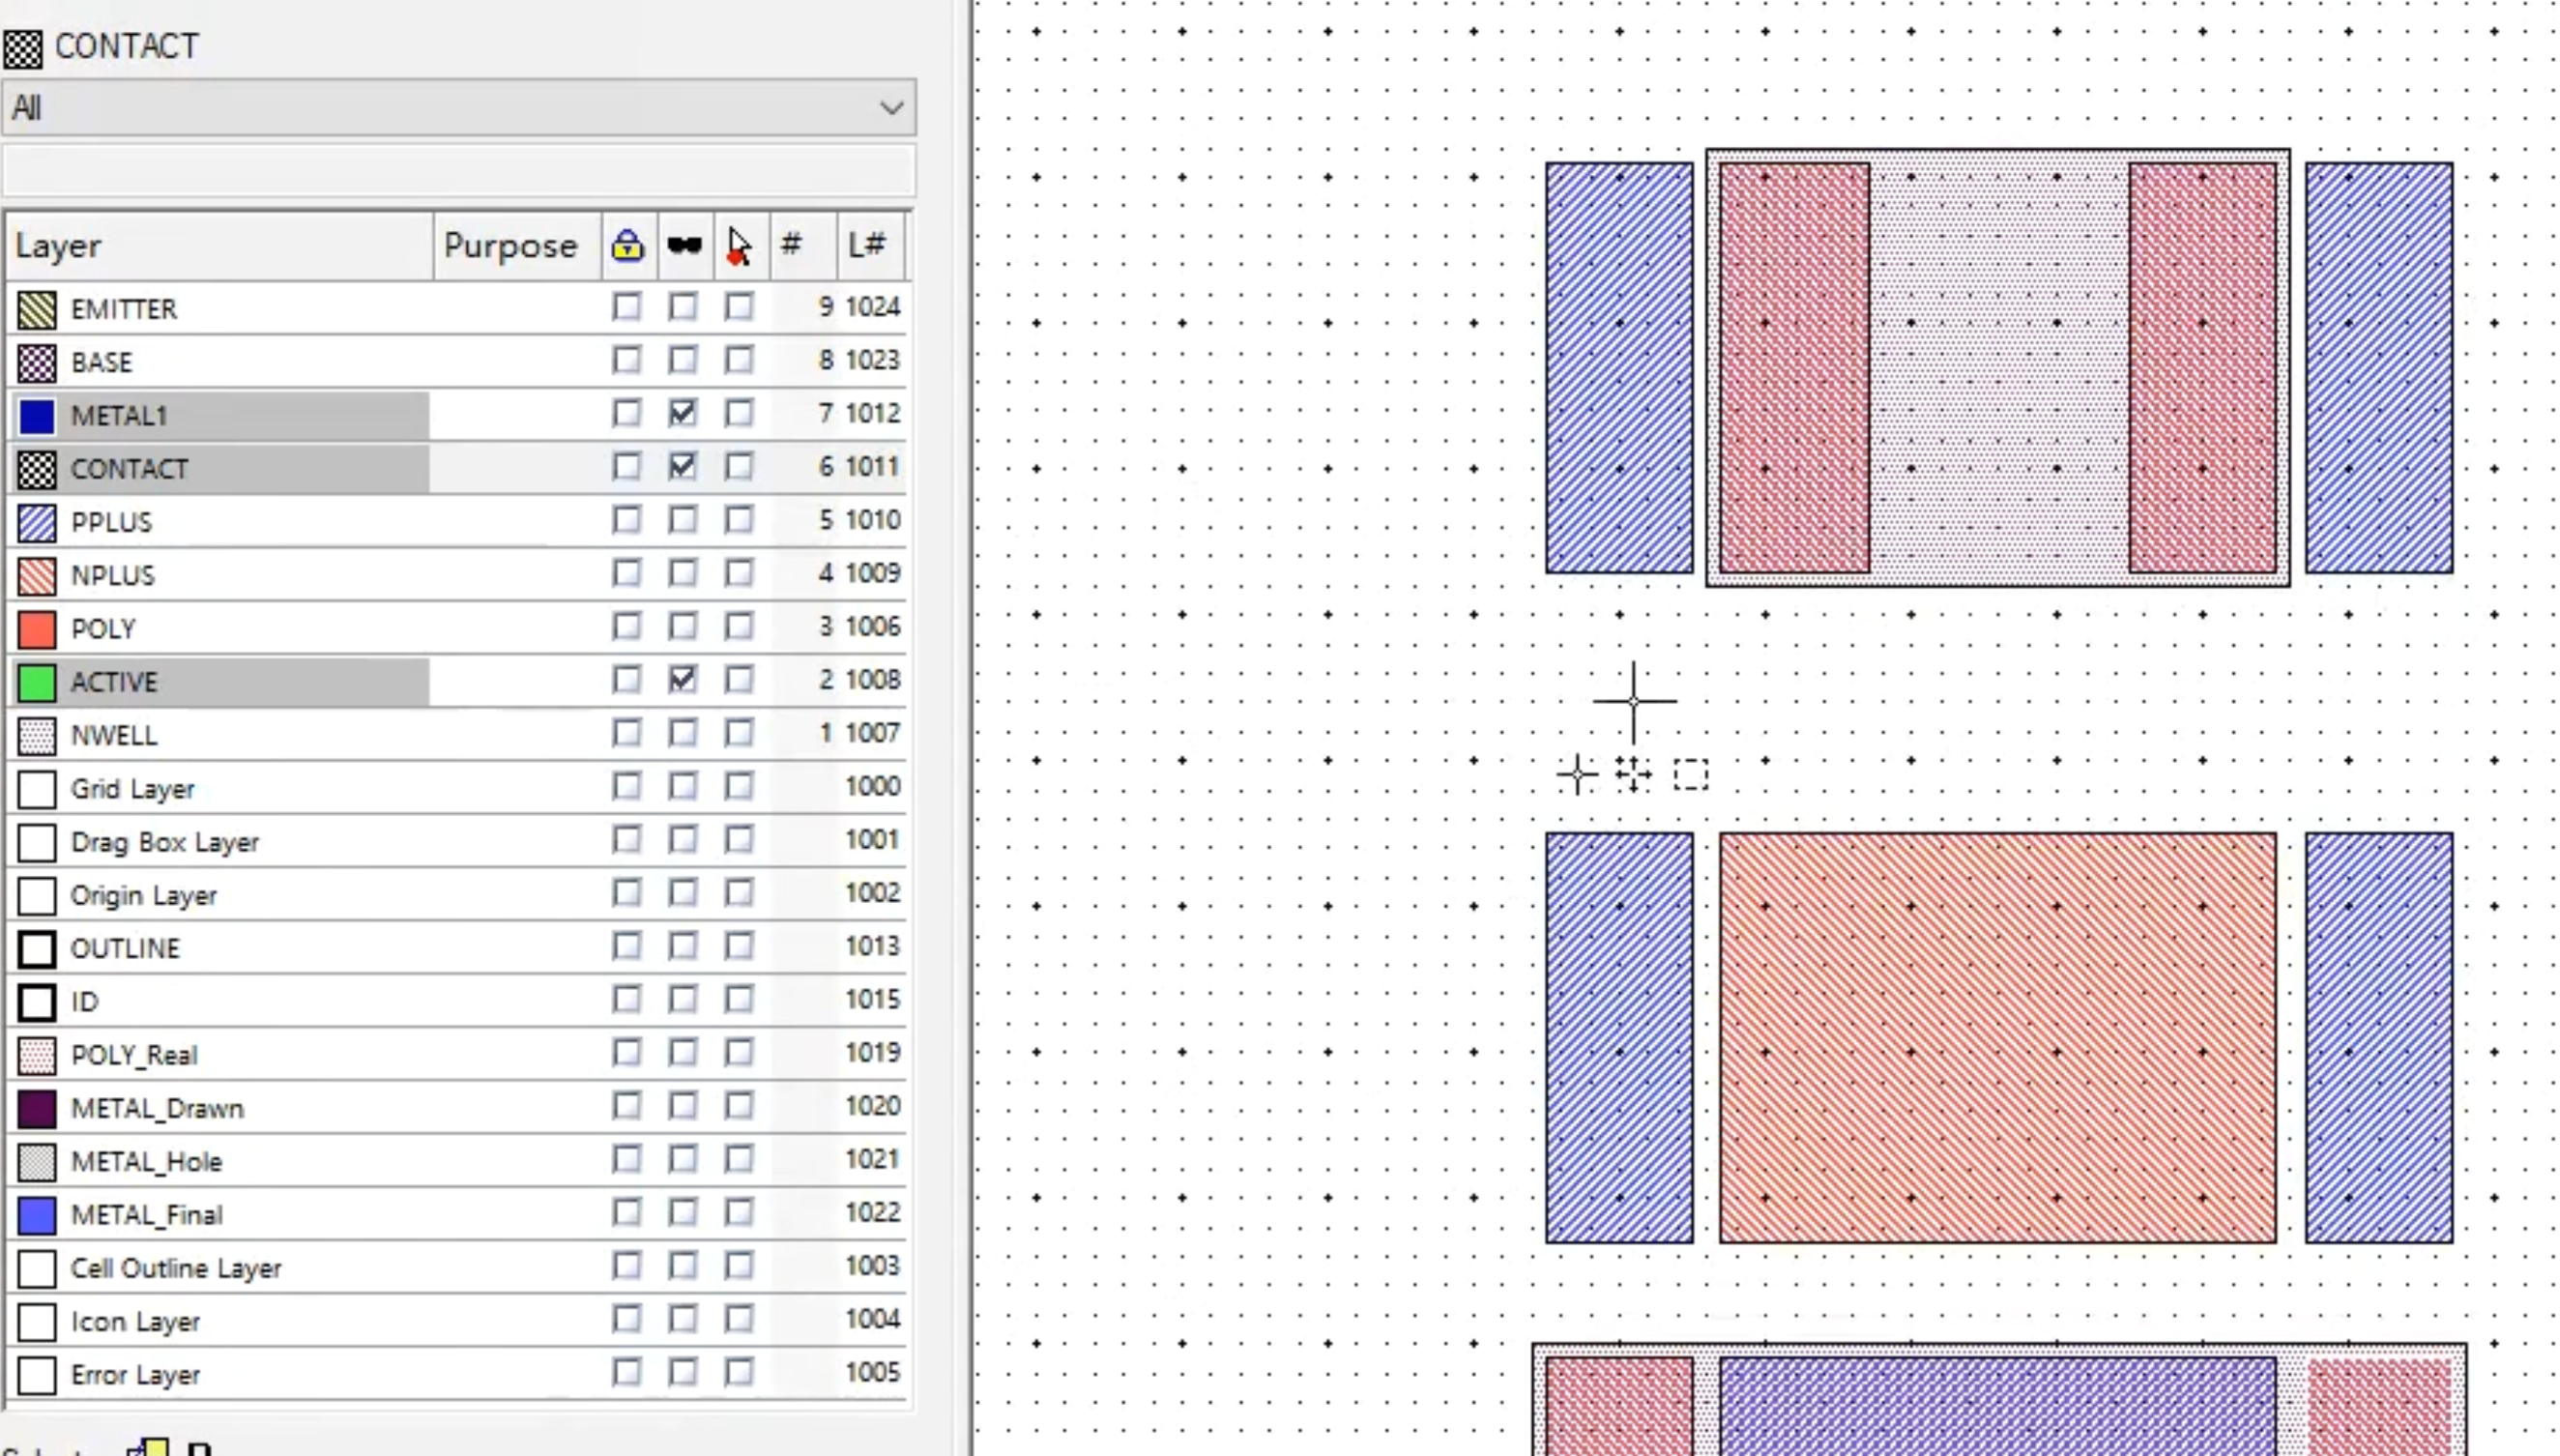 CONTACT
All
Layer Purpose # L#
EMITTER 9 1024
BASE 8 1023
METAL1 7 1012
CONTACT 6 1011
PPLUS 5 1010
NPLUS 4 1009
POLY 3 1006
ACTIVE 2 1008
NWELL 1 1007
Grid Layer 1000
Drag Box Layer 1001
Origin Layer 1002
OUTLINE 1013
ID 1015
POLY_Real 1019
METAL_Drawn 1020
METAL_Hole 1021
METAL_Final 1022
Cell Outline Layer 1003
Icon Layer 1004
Error Layer 1005